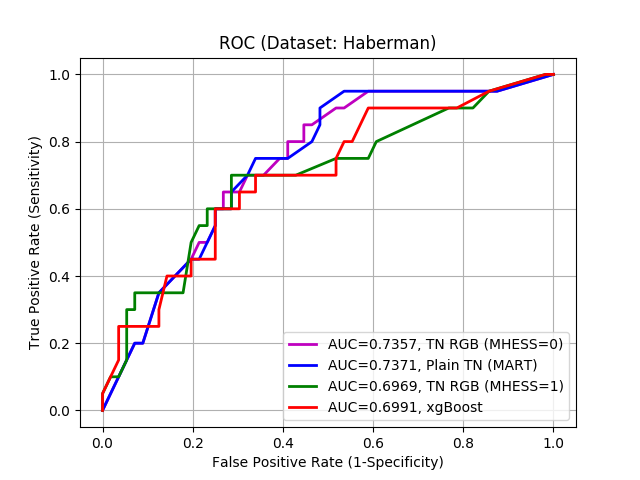 ROC (Dataset: Haberman)
True Positive Rate (Sensitivity)
1.0
0.8
0.6
0.4
0.2
0.0
AUC=0.7357, TN RGB (MHESS=0)
AUC=0.7371, Plain TN (MART)
AUC=0.6969, TN RGB (MHESS=1)
AUC=0.6991, xgBoost
0.0 0.2 0.4 0.6 0.8 1.0
False Positive Rate (1-Specificity)